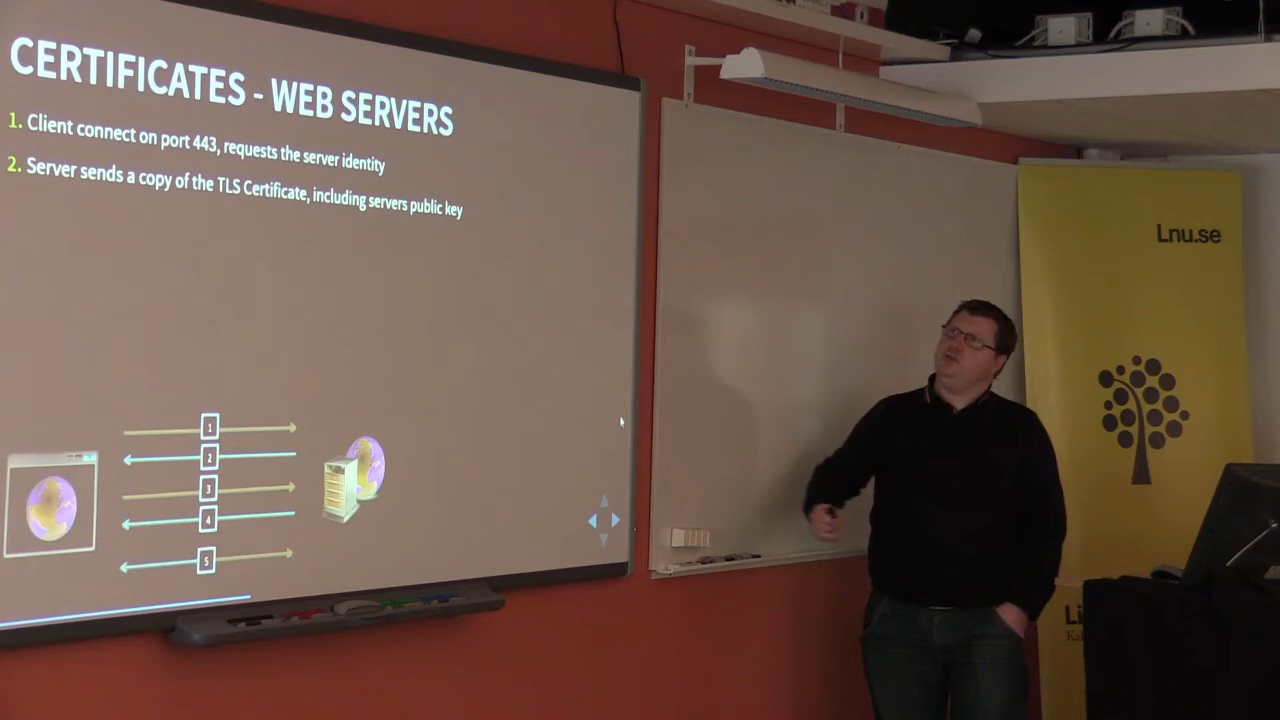 CERTIFICATES - WEB SERVERS
1. Client connect on port 443, requests the server identity
2. Server sends a copy of the TLS Certificate, including servers public key
1
2
3
4
5
Lnu.se